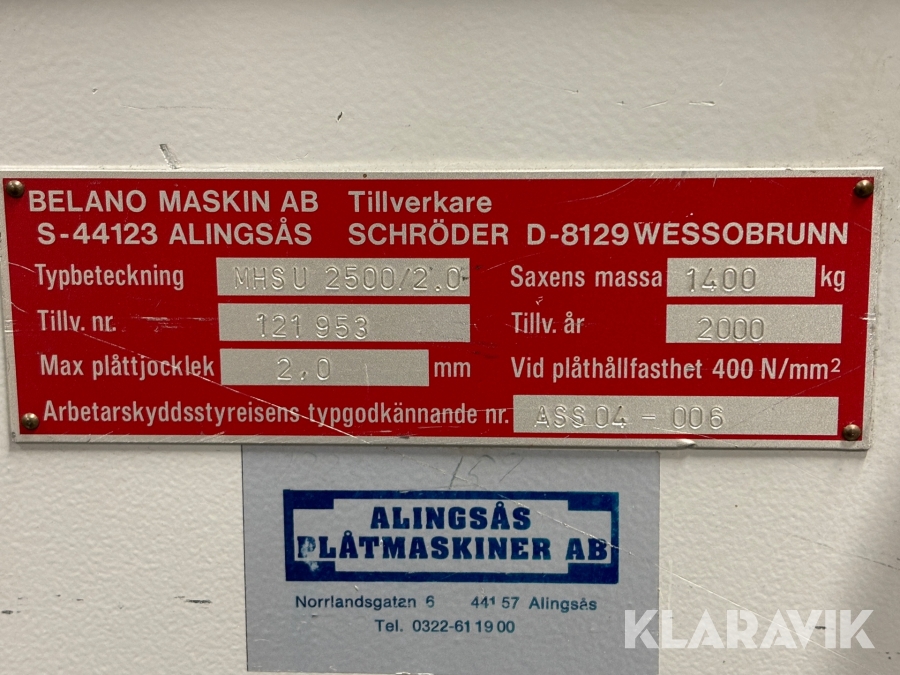 BELANO MASKIN AB Tillverkare
S-44123 ALINGSÅS SCHRÖDER D-8129 WESSOBRUNN
Typbeteckning MHSU 2500/2.0 Saxens massa 1400 kg
Tillv. nr. 121 953 Tillv. år 2000
Max plåttjocklek 2.0 mm Vid plåthållfasthet 400 N/mm²
Arbetarskyddsstyreisens typgodkännande nr. ASS 04 - 006
ALINGSÅS
PLÅTMASKINER AB
Norrlandsgatan 6 441 57 Alingsås
Tel. 0322-61 19 00
KLARAVIK